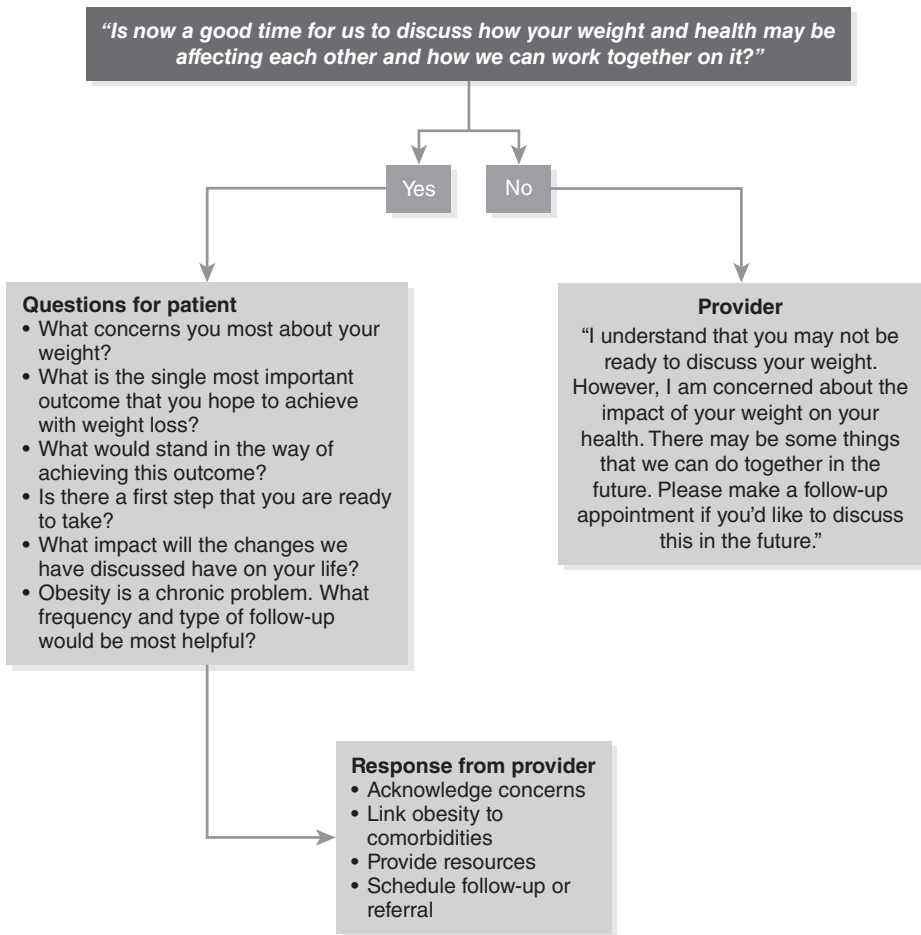 “Is now a good time for us to discuss how your weight and health may be
affecting each other and how we can work together on it?”
Yes
No
Questions for patient
• What concerns you most about your
weight?
• What is the single most important
outcome that you hope to achieve
with weight loss?
• What would stand in the way of
achieving this outcome?
• Is there a first step that you are ready
to take?
• What impact will the changes we
have discussed have on your life?
• Obesity is a chronic problem. What
frequency and type of follow-up
would be most helpful?
Provider
“I understand that you may not be
ready to discuss your weight.
However, I am concerned about the
impact of your weight on your
health. There may be some things
that we can do together in the
future. Please make a follow-up
appointment if you’d like to discuss
this in the future.”
Response from provider
• Acknowledge concerns
• Link obesity to
comorbidities
• Provide resources
• Schedule follow-up or
referral